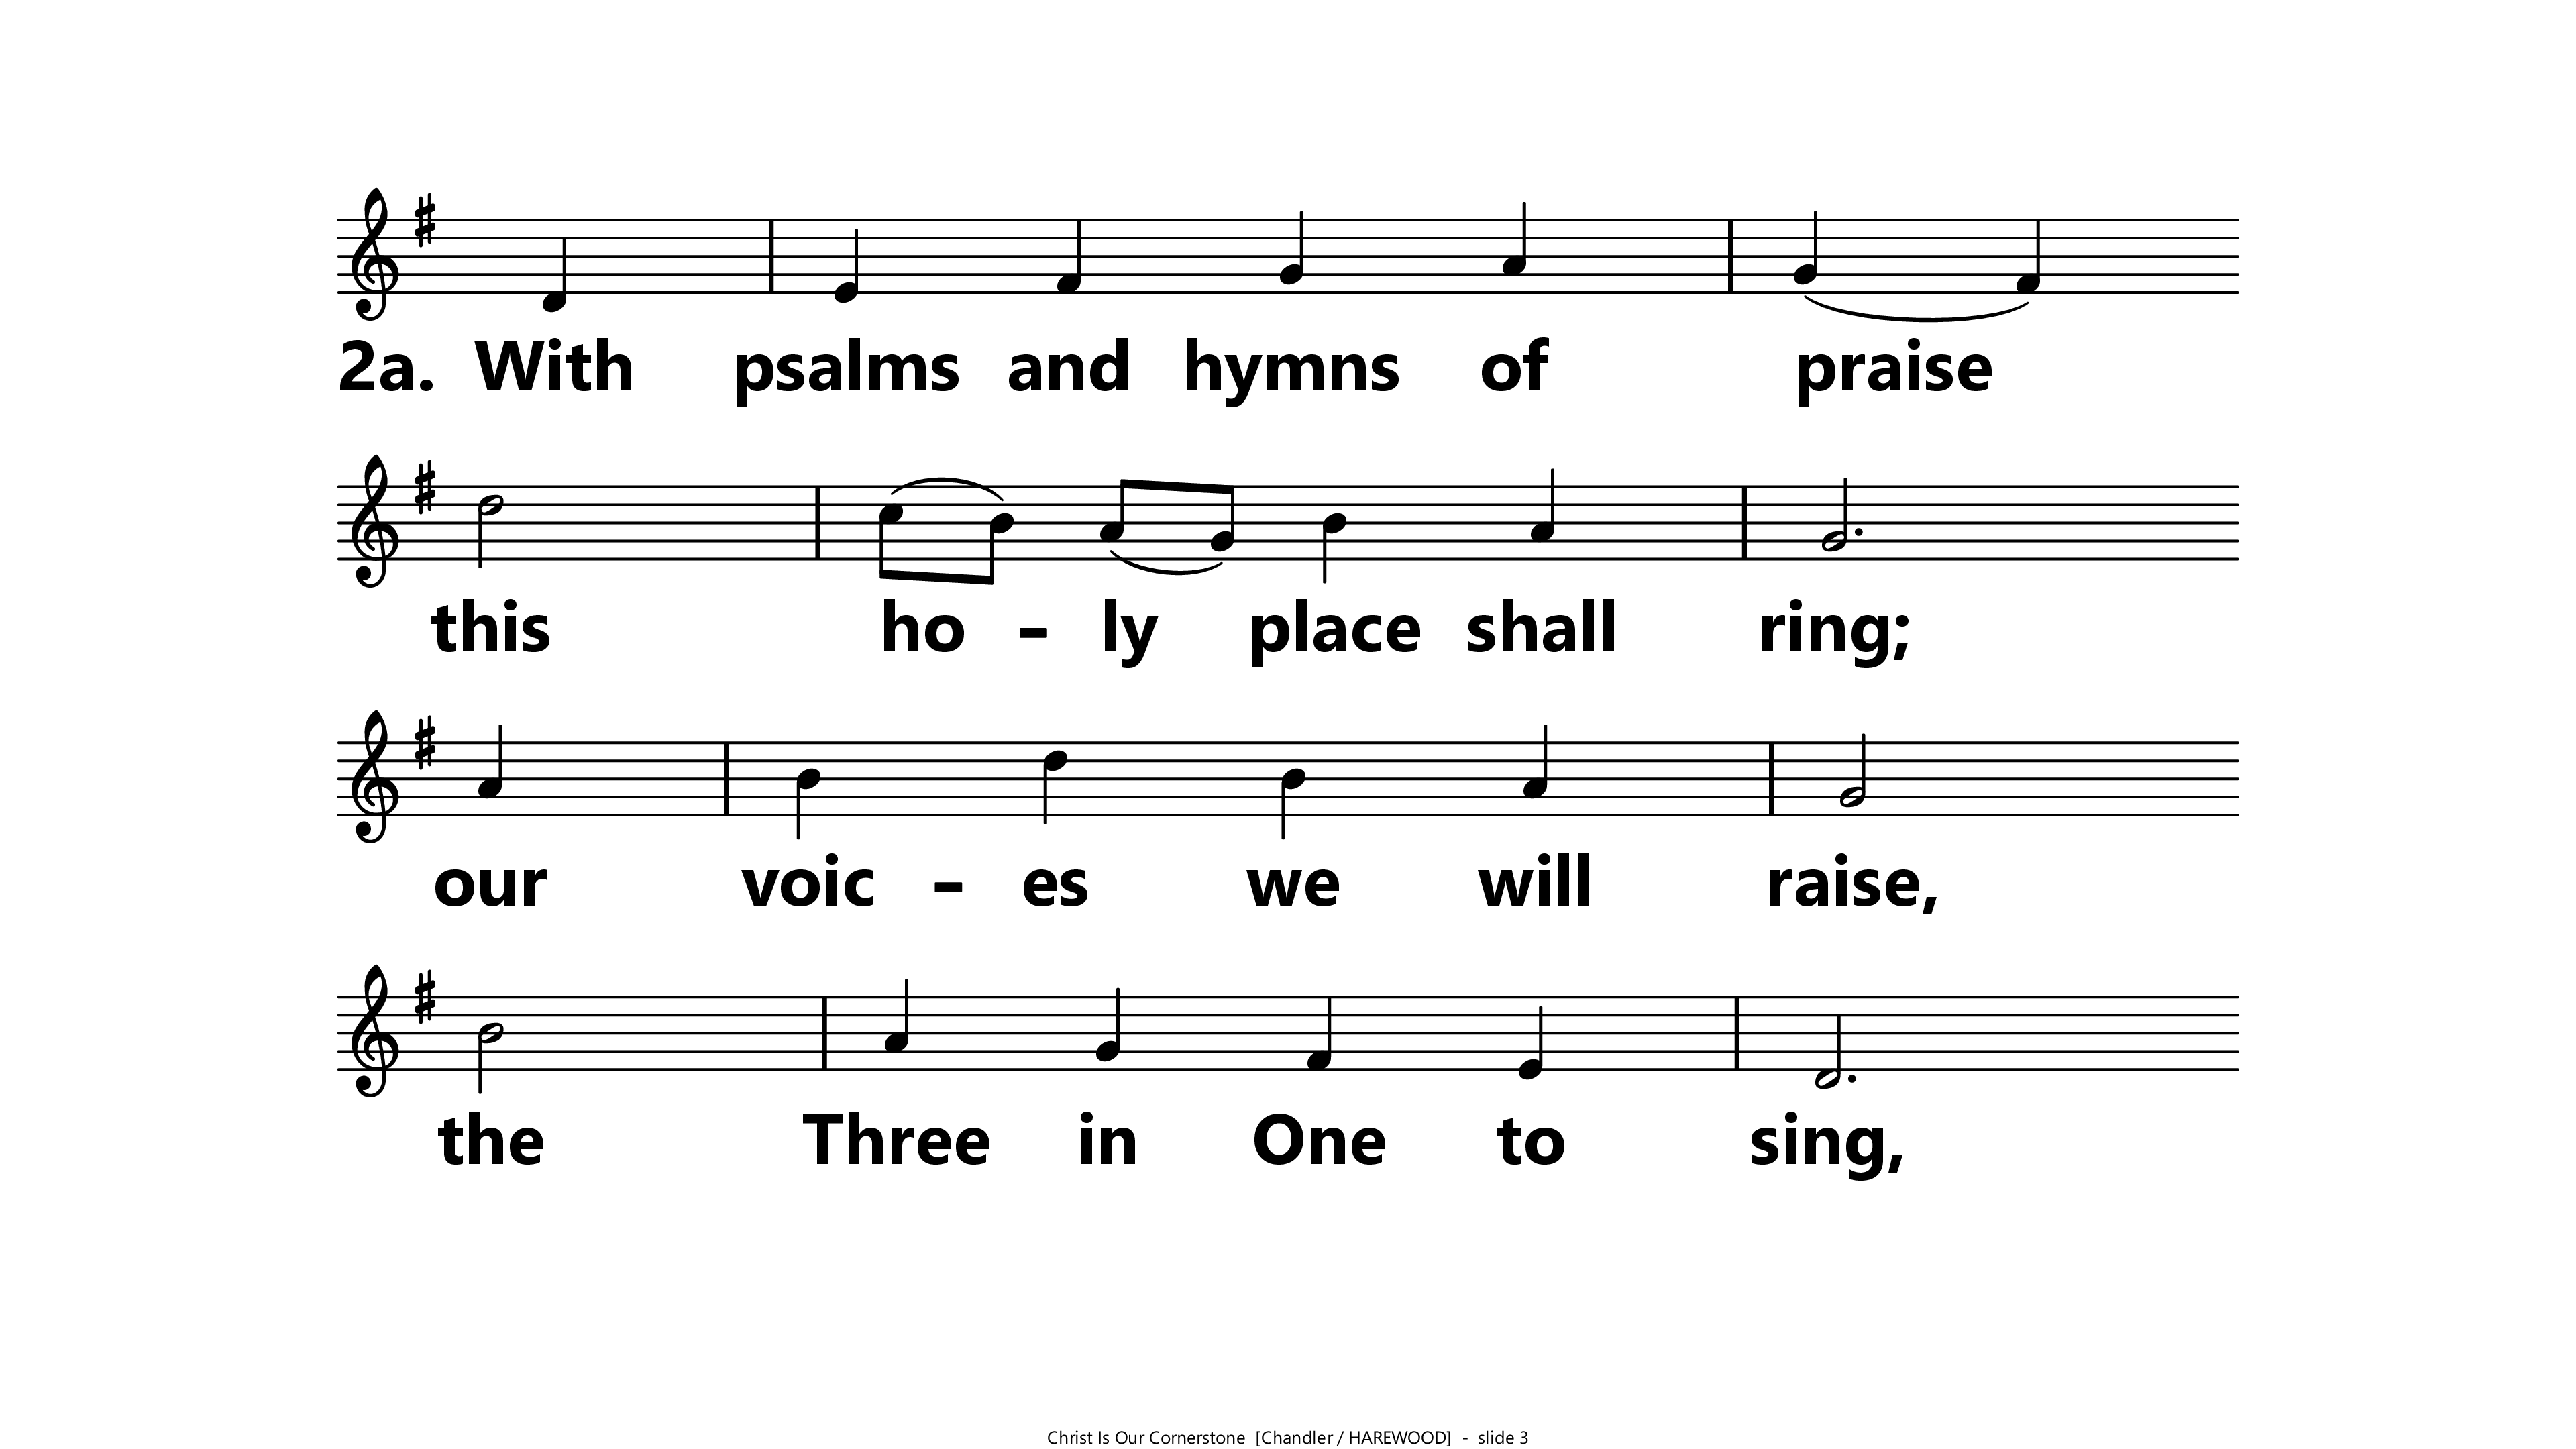 2a. With psalms and hymns of praise
this ho - ly place shall ring;
our voic - es we will raise,
the Three in One to sing,
Christ Is Our Cornerstone [Chandler / HAREWOOD] - slide 3